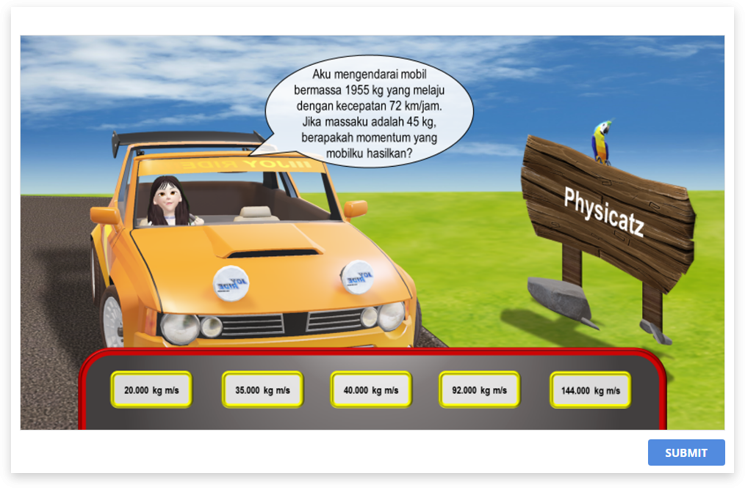 Aku mengendarai mobil
bermassa 1955 kg yang melaju
dengan kecepatan 72 km/jam.
Jika massaku adalah 45 kg,
berapakah momentum yang
mobilku hasilkan?
Physicatz
20.000 kg m/s
35.000 kg m/s
40.000 kg m/s
92.000 kg m/s
144.000 kg m/s
SUBMIT